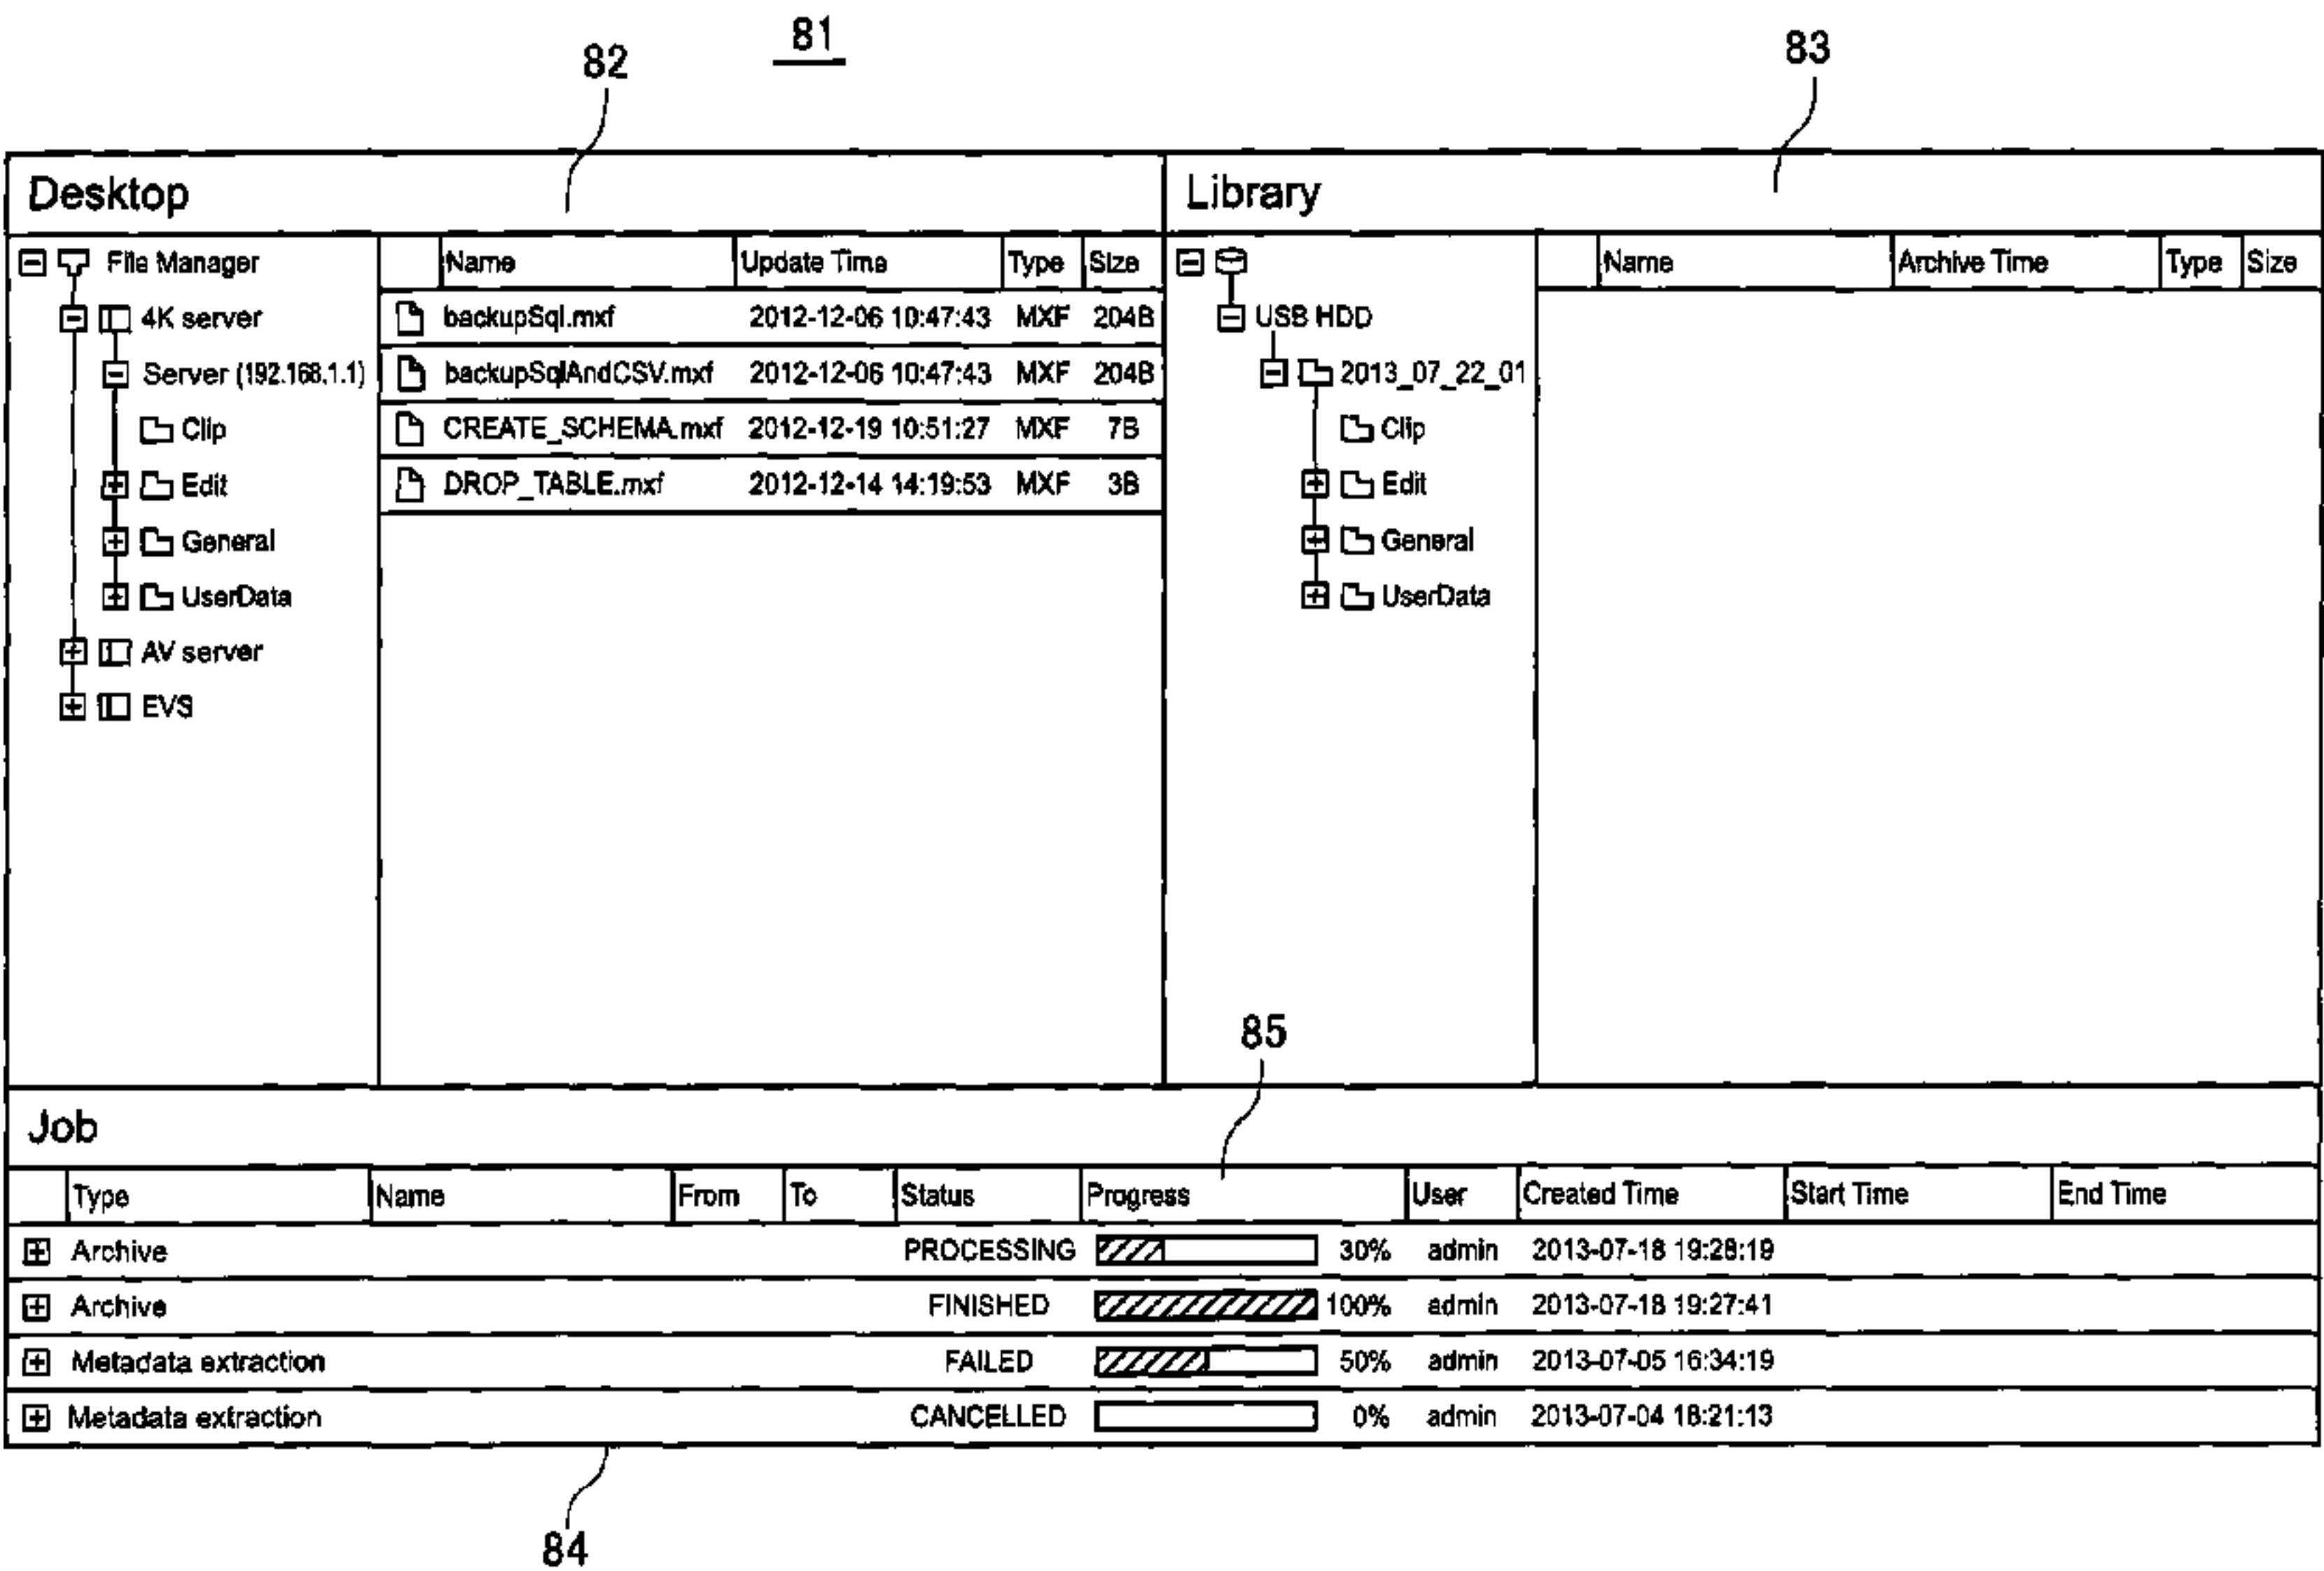 81
82
83
Desktop
Library
File Manager
Name Update Time Type Size
Name Archive Time Type Size
4K server
backupSql.mxf 2012-12-06 10:47:43 MXF 204B
USB HDD
Server (192.168.1.1)
backupSqlAndCSV.mxf 2012-12-06 10:47:43 MXF 204B
2013_07_22_01
Clip
CREATE_SCHEMA.mxf 2012-12-19 10:51:27 MXF 7B
Clip
Edit
DROP_TABLE.mxf 2012-12-14 14:19:53 MXF 3B
Edit
General
General
UserData
UserData
AV server
EVS
85
Job
Type Name From To Status Progress User Created Time Start Time End Time
Archive PROCESSING 30% admin 2013-07-18 19:28:19
Archive FINISHED 100% admin 2013-07-18 19:27:41
Metadata extraction FAILED 50% admin 2013-07-05 16:34:19
Metadata extraction CANCELLED 0% admin 2013-07-04 18:21:13
84